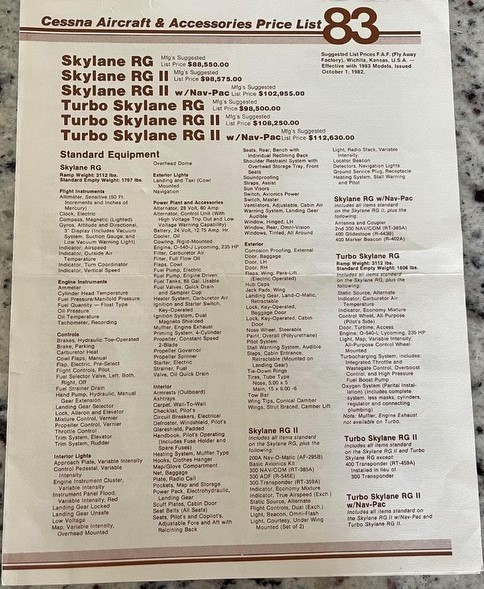 Cessna Aircraft & Accessories Price List 83
Suggested List Prices F.A.F. (Fly Away
Factory), Wichita, Kansas, U.S.A. —
Effective with 1983 Models, Issued
October 1, 1982.
Skylane RG Mfg's Suggested List Price $88,550.00
Skylane RG II Mfg's Suggested List Price $98,575.00
Skylane RG II w/Nav-Pac Mfg's Suggested List Price $102,955.00
Turbo Skylane RG Mfg's Suggested List Price $98,500.00
Turbo Skylane RG II Mfg's Suggested List Price $108,250.00
Turbo Skylane RG II w/Nav-Pac Mfg's Suggested List Price $112,630.00
Standard Equipment
Skylane RG
Ramp Weight: 3112 lbs.
Standard Empty Weight: 1757 lbs.
Flight Instruments
Altimeter, Sensitive (50 Ft.
Increments and Inches of
Mercury)
Clock, Electric
Compass, Magnetic (Lighted)
Gyros, Attitude and Directional,
3" Display (Includes Vacuum
System, Suction Gauge, and
Low Vacuum Warning Light)
Indicator, Airspeed
Indicator, Outside Air
Temperature
Indicator, Turn Coordinator
Indicator, Vertical Speed
Engine Instruments
Ammeter
Cylinder Head Temperature
Fuel Pressure/Manifold Pressure
Fuel Quantity — Float Type
Oil Pressure
Oil Temperature
Tachometer, Recording
Controls
Brakes, Hydraulic Toe-Operated
Brake, Parking
Carburetor Heat
Cowl Flaps, Manual
Flap, Electric, Pre-Select
Flight Controls, Pilot
Fuel Selector Valve, Left, Both,
Right, Off
Fuel Strainer Drain
Hand Pump, Hydraulic, Manual
Gear Extension
Landing Gear Selector
Lock, Aileron and Elevator
Mixture Control, Vernier
Propeller Control, Vernier
Throttle Control
Trim System, Elevator
Trim System, Rudder
Interior Lights
Approach Plate, Variable Intensity
Control Pedestal, Variable
Intensity
Engine Instrument Cluster,
Variable Intensity
Instrument Panel Flood,
Variable Intensity, Red
Landing Gear Locked
Landing Gear Unsafe
Low Voltage
Map, Variable Intensity,
Overhead Mounted
Overhead Dome
Exterior Lights
Landing and Taxi (Cowl
Mounted)
Navigation
Power Plant and Accessories
Alternator, 28 Volt, 60 Amp
Alternator, Control Unit (With
High Voltage Trip Out and Low
Voltage Warning Capability)
Battery, 24 Volt, 12.75 Amp. Hr.
Cooler, Oil
Cowling, Rigid-Mounted
Engine, O-540-J Lycoming, 235 HP
Filter, Carburetor Air
Filter, Full Flow Oil
Flaps, Cowl
Fuel Pump, Electric
Fuel Pump, Engine Driven
Fuel Tanks, 88 Gal. Usable
Fuel Valves, Quick Drain
and Sampler Cup
Heater System, Carburetor Air
Ignition and Starter Switch,
Key-Operated
Ignition System, Dual
Magneto Shielded
Muffler, Engine Exhaust
Priming System, 4-Cylinder
Propeller, Constant Speed
2-Blade
Propeller Governor
Propeller Spinner
Starter, Electric
Strainer, Fuel
Valve, Oil Quick Drain
Interior
Armrests (Outboard)
Ashtrays
Carpet, Wall-To-Wall
Checklist, Pilot's
Circuit Breakers, Electrical
Defroster, Windshield, Pilot's
Glareshield, Padded
Handbook, Pilot's Operating
(Includes Fuse Holder and
Spare Fuses)
Heating System, Muffler Type
Hooks, Clothes Hanger
Map/Glove Compartment
Net, Baggage
Plate, Radio Call
Pockets, Map and Storage
Power Pack, Electrohydraulic,
Landing Gear
Scuff Plates, Cabin Door
Seat Belts (All Seats)
Seats, Pilot's and Copilot's,
Adjustable Fore and Aft with
Reclining Back
Seats, Rear, Bench with
Individual Reclining Back
Shoulder Restraint System with
Overhead Storage Tray, Front
Seats
Soundproofing
Straps, Assist
Sun Visors
Switch, Avionics Power
Switch, Master
Ventilators, Adjustable, Cabin Air
Warning System, Landing Gear
Audible
Window, Hinged, LH
Window, Rear, Omni-Vision
Windows, Tinted, All Around
Exterior
Corrosion Proofing, External
Door, Baggage
Door, LH
Door, RH
Flaps, Wing, Para-Lift
(Electric Operated)
Hub Caps
Jack Pads, Wing
Landing Gear, Land-O-Matic,
Retractable
Lock, Key-Operated,
Baggage Door
Lock, Key-Operated, Cabin
Door
Nose Wheel, Steerable
Paint, Overall (Polyurethane)
Pitot System
Stall Warning System, Audible
Steps, Cabin Entrance,
Retractable (Mounted on
Landing Gear)
Tie-Down Rings
Tires, Tube Type
Nose, 5.00 x 5
Main, 15 x 6.00 -6
Tow Bar
Wing Tips, Conical Camber
Wings, Strut Braced, Camber Lift
Skylane RG II
Includes all items standard
on the Skylane RG, plus the
following:
200A Nav-O-Matic (AF-295B)
Basic Avionics Kit
300 NAV/COM (RT-385A)
300 ADF (R-546E)
300 Transponder (RT-359A)
Indicator, Economy Mixture
Indicator, True Airspeed (Exch.)
Static Source, Alternate
Flight Controls, Dual (Exch.)
Light, Beacon, Omni-Flash
Light, Courtesy, Under Wing
Mounted (Set of 2)
Light, Radio Stack, Variable
Intensity
Locator Beacon
Detectors, Navigation Lights
Ground Service Plug, Receptacle
Heating System, Stall Warning
and Pitot
Skylane RG w/Nav-Pac
Includes all items standard
on the Skylane RG II, plus the
following:
Antenna and Coupler
2nd 300 NAV/COM (RT-385A)
400 Glideslope (R-443B)
400 Marker Beacon (R-402A)
Turbo Skylane RG
Ramp Weight: 3112 lbs.
Standard Empty Weight: 1806 lbs.
Includes all items standard
on the Skylane RG, plus the
following:
Static Source, Alternate
Indicator, Carburetor Air
Temperature
Indicator, Economy Mixture
Control Wheel, All Purpose
(Pilot's Side)
Door, Turbine, Access
Engine, O-540-L Lycoming, 235 HP
Light, Map, Variable Intensity,
All-Purpose Control Wheel
Mounted
Turbocharging System, includes:
Integrated Throttle and
Wastegate Control, Overboost
Control, and High Pressure
Fuel Boost Pump
Oxygen System (Partial Instal-
lation) (Includes complete
system, less masks, cylinders,
regulator and connecting
plumbing)
Note: Muffler, Engine Exhaust
not available on Turbo.
Turbo Skylane RG II
Includes all items standard
on the Skylane RG II and Turbo
Skylane RG except:
400 Transponder (RT-459A)
Installed in lieu of
300 Transponder
Turbo Skylane RG II
w/Nav-Pac
Includes all items standard on
the Skylane RG II w/Nav-Pac and
Turbo Skylane RG II.